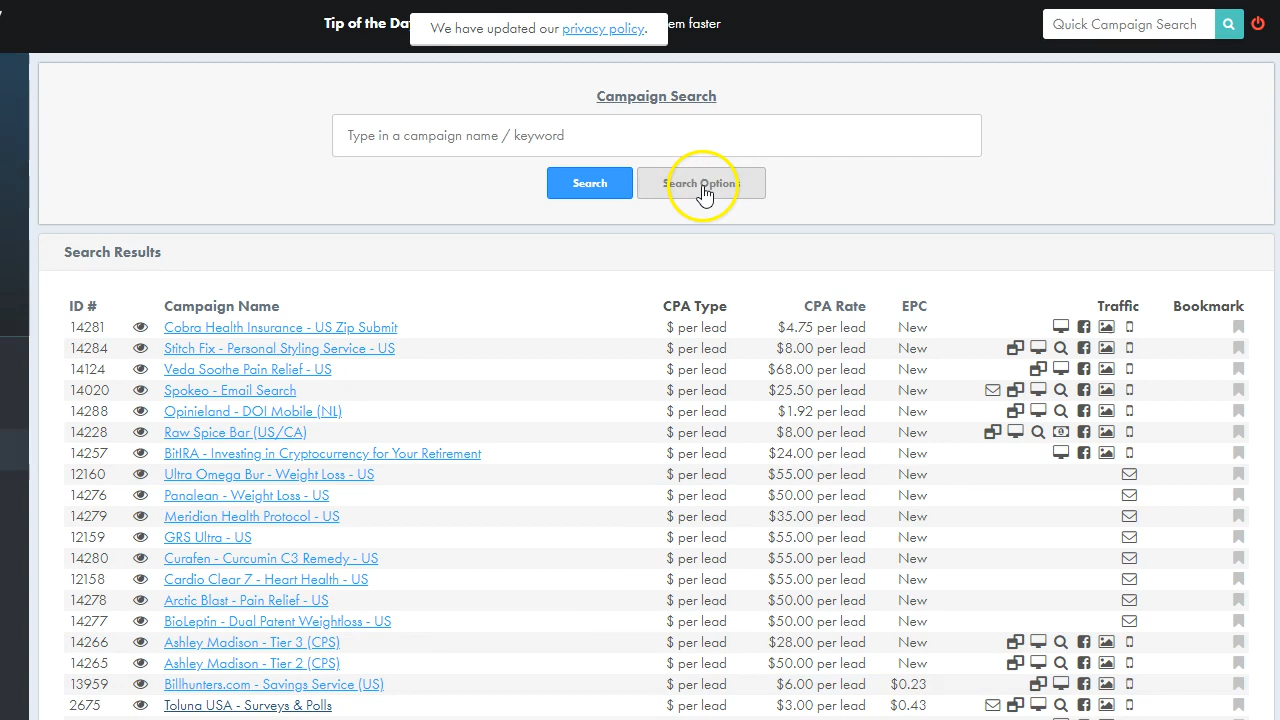 Tip of the Da
We have updated our privacy policy.
em faster
Quick Campaign Search
Campaign Search
Type in a campaign name / keyword
Search
Search Option
Search Results
ID # Campaign Name CPA Type CPA Rate EPC Traffic Bookmark
14281 Cobra Health Insurance - US Zip Submit $ per lead $4.75 per lead New
14284 Stitch Fix - Personal Styling Service - US $ per lead $8.00 per lead New
14124 Veda Soothe Pain Relief - US $ per lead $68.00 per lead New
14020 Spokeo - Email Search $ per lead $25.50 per lead New
14288 Opinieland - DOI Mobile (NL) $ per lead $1.92 per lead New
14228 Raw Spice Bar (US/CA) $ per lead $8.00 per lead New
14257 BitIRA - Investing in Cryptocurrency for Your Retirement $ per lead $24.00 per lead New
12160 Ultra Omega Bur - Weight Loss - US $ per lead $55.00 per lead New
14276 Panalean - Weight Loss - US $ per lead $50.00 per lead New
14279 Meridian Health Protocol - US $ per lead $35.00 per lead New
12159 GRS Ultra - US $ per lead $55.00 per lead New
14280 Curafen - Curcumin C3 Remedy - US $ per lead $55.00 per lead New
12158 Cardio Clear 7 - Heart Health - US $ per lead $55.00 per lead New
14278 Arctic Blast - Pain Relief - US $ per lead $50.00 per lead New
14277 BioLeptin - Dual Patent Weightloss - US $ per lead $50.00 per lead New
14266 Ashley Madison - Tier 3 (CPS) $ per lead $28.00 per lead New
14265 Ashley Madison - Tier 2 (CPS) $ per lead $50.00 per lead New
13959 Billhunters.com - Savings Service (US) $ per lead $6.00 per lead $0.23
2675 Toluna USA - Surveys & Polls $ per lead $3.00 per lead $0.43